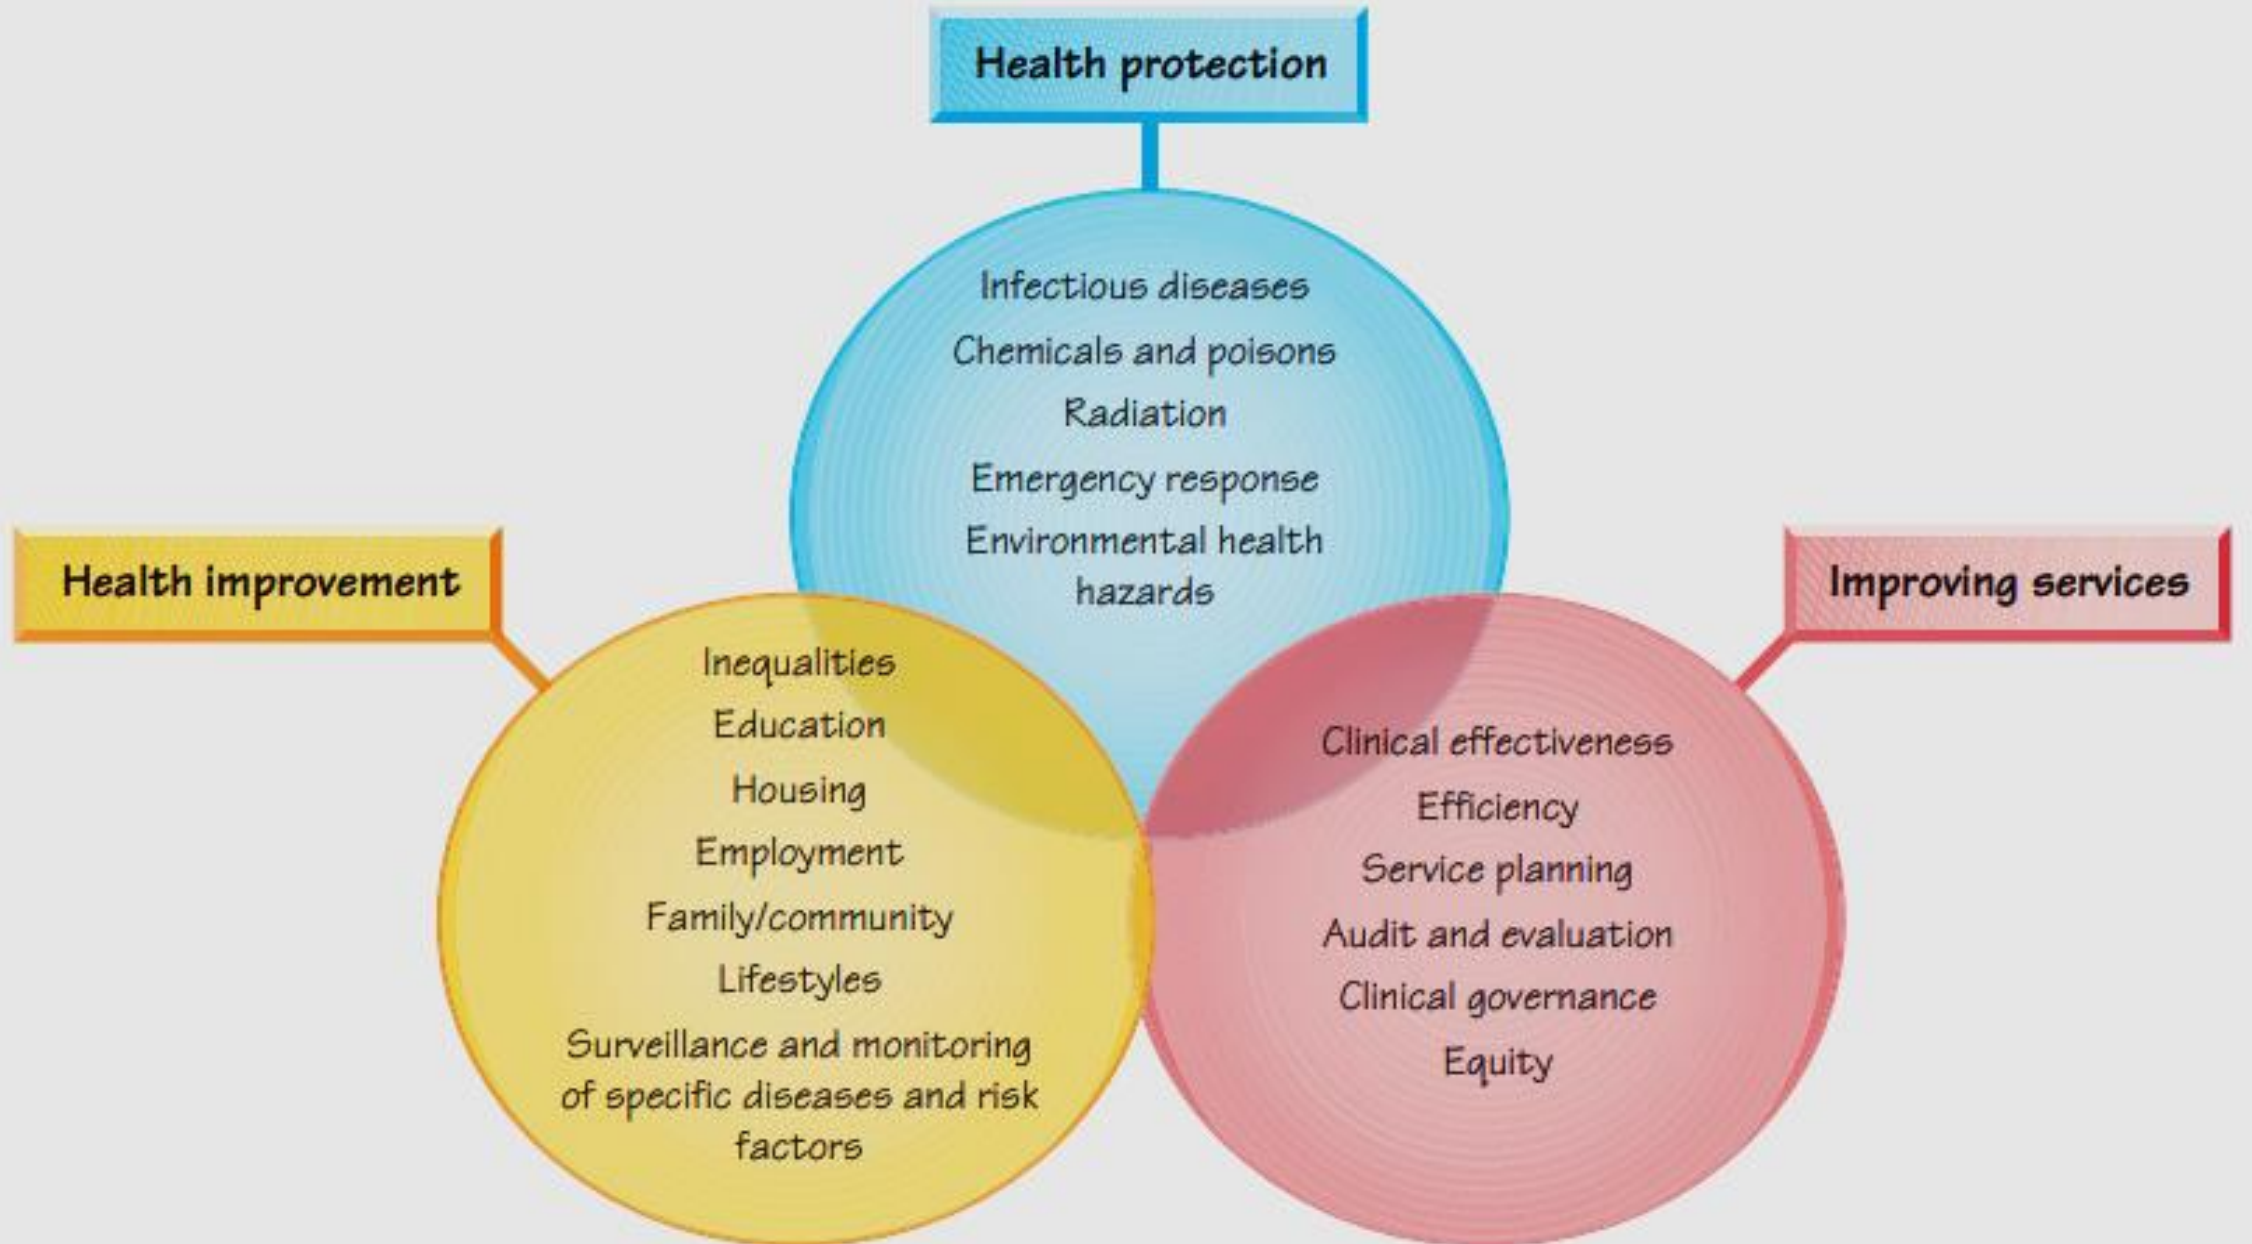 Health protection
Infectious diseases
Chemicals and poisons
Radiation
Emergency response
Environmental health
hazards
Health improvement
Inequalities
Education
Housing
Employment
Family/community
Lifestyles
Surveillance and monitoring
of specific diseases and risk
factors
Improving services
Clinical effectiveness
Efficiency
Service planning
Audit and evaluation
Clinical governance
Equity